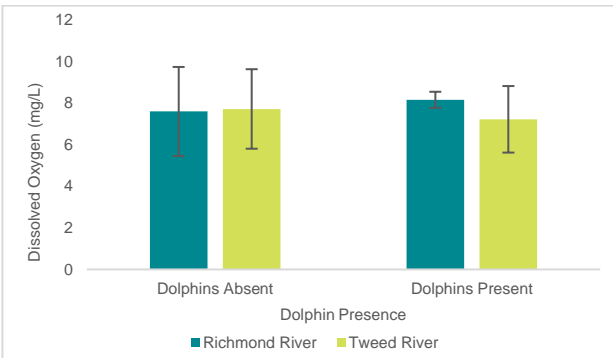 12
10
8
6
4
2
0
Dissolved Oxygen (mg/L)
Dolphins Absent Dolphins Present
Dolphin Presence
Richmond River Tweed River